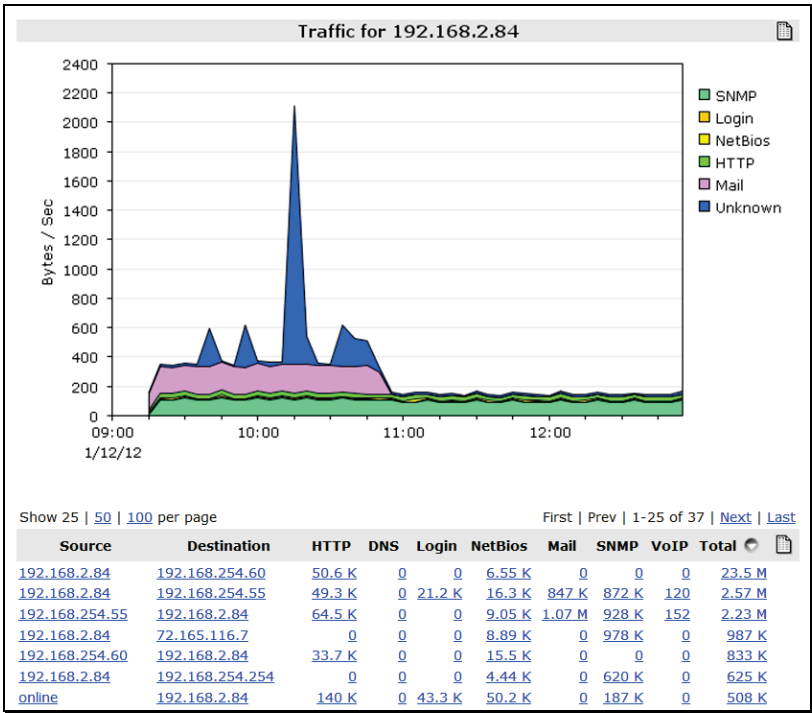 Traffic for 192.168.2.84
2400
2200
2000
1800
1600
1400
1200
1000
800
600
400
200
0
Bytes / Sec
09:00 10:00 11:00 12:00
1/12/12
SNMP
Login
NetBios
HTTP
Mail
Unknown
Show 25 | 50 | 100 per page First | Prev | 1-25 of 37 | Next | Last
Source Destination HTTP DNS Login NetBios Mail SNMP VoIP Total
192.168.2.84 192.168.254.60 50.6 K 0 0 6.55 K 0 0 0 23.5 M
192.168.2.84 192.168.254.55 49.3 K 0 21.2 K 16.3 K 847 K 872 K 120 2.57 M
192.168.254.55 192.168.2.84 64.5 K 0 0 9.05 K 1.07 M 928 K 152 2.23 M
192.168.2.84 72.165.116.7 0 0 0 8.89 K 0 978 K 0 987 K
192.168.254.60 192.168.2.84 33.7 K 0 0 15.5 K 0 0 0 833 K
192.168.2.84 192.168.254.254 0 0 0 4.44 K 0 620 K 0 625 K
online 192.168.2.84 140 K 0 43.3 K 50.2 K 0 187 K 0 508 K